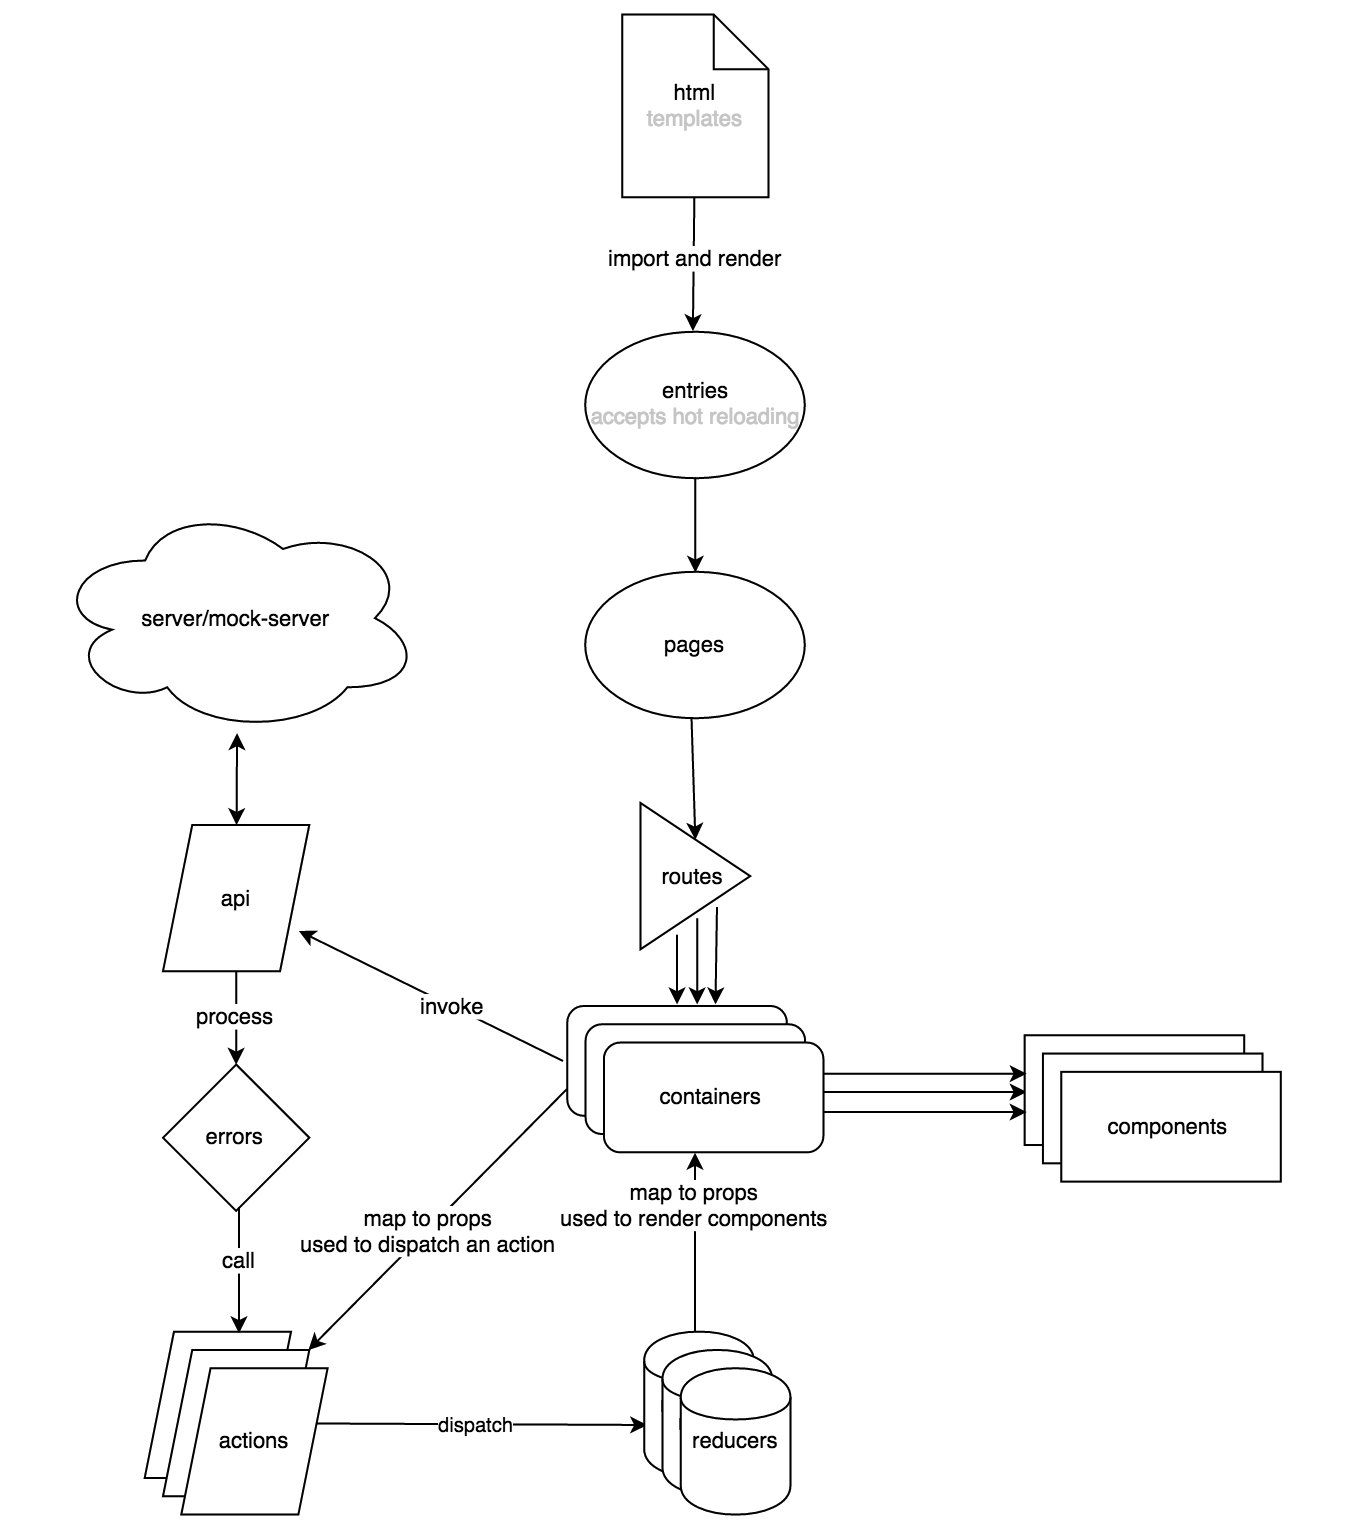 html
templates
import and render
entries
accepts hot reloading
server/mock-server
pages
routes
api
invoke
process
containers
components
errors
map to props
used to render components
map to props
used to dispatch an action
call
dispatch
actions
reducers